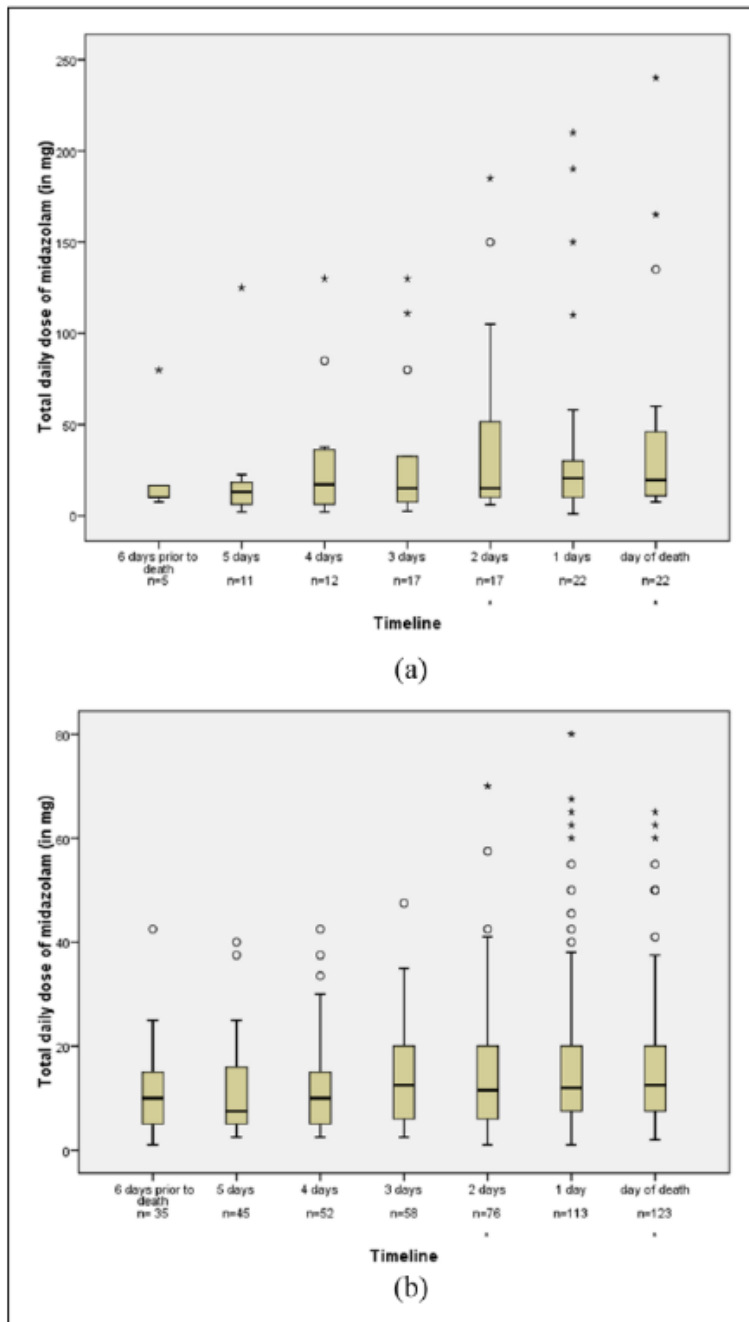 Total daily dose of midazolam (in mg)
250
200
150
100
50
0
6 days prior to death 5 days 4 days 3 days 2 days 1 days day of death
n=5 n=11 n=12 n=17 n=17 n=22 n=22
* *
Timeline
(a)
Total daily dose of midazolam (in mg)
80
60
40
20
0
6 days prior to death 5 days 4 days 3 days 2 days 1 day day of death
n= 35 n=45 n=52 n=58 n=76 n=113 n=123
* *
Timeline
(b)